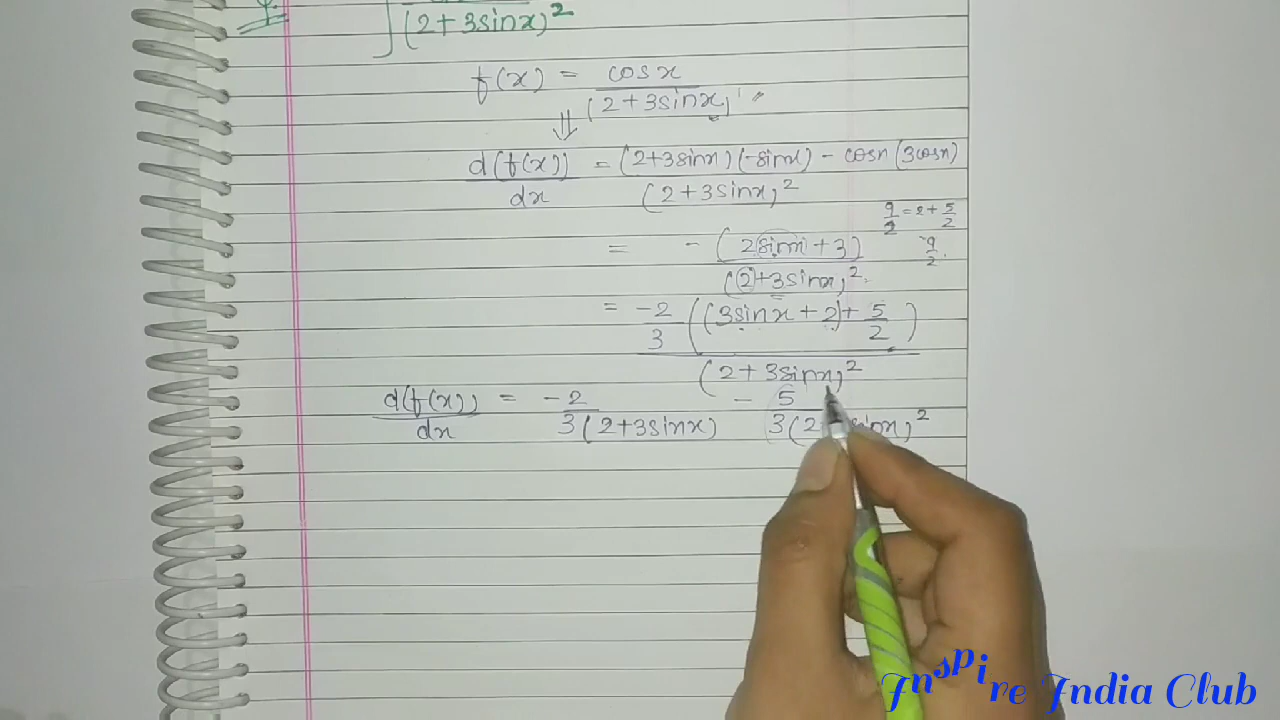 (2+3sinx)²
f(x) = cosx
(2+3sinx)
⇓
d(f(x)) = (2+3sinx)(-sinx) - cosx(3cosx)
dx (2+3sinx)²
9/2 = 2+5/2
= -(2sinx+3) 9/2
(2+3sinx)²
= -2/3 ((3sinx+2)+5/2)
(2+3sinx)²
d(f(x)) = -2 - 5
dx 3(2+3sinx) 3(2 sinx)²
Inspire India Club